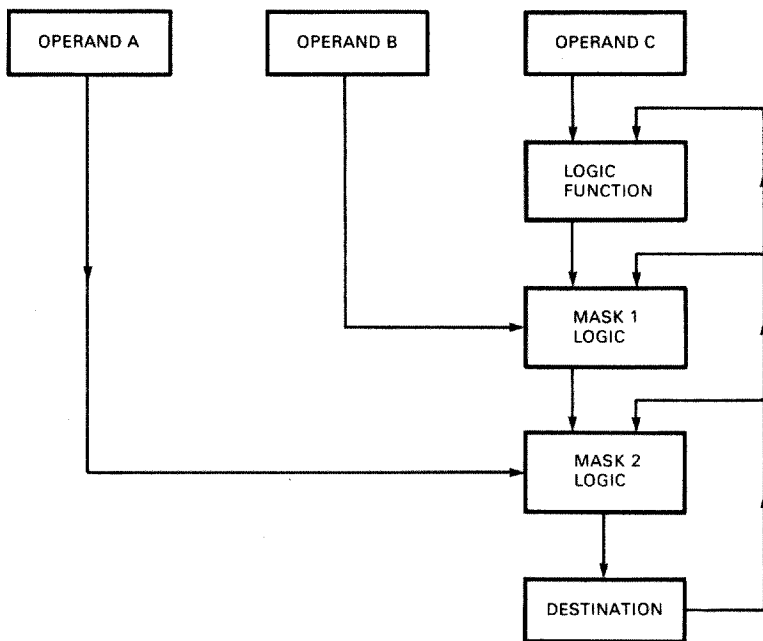 OPERAND A
OPERAND B
OPERAND C
LOGIC
FUNCTION
MASK 1
LOGIC
MASK 2
LOGIC
DESTINATION